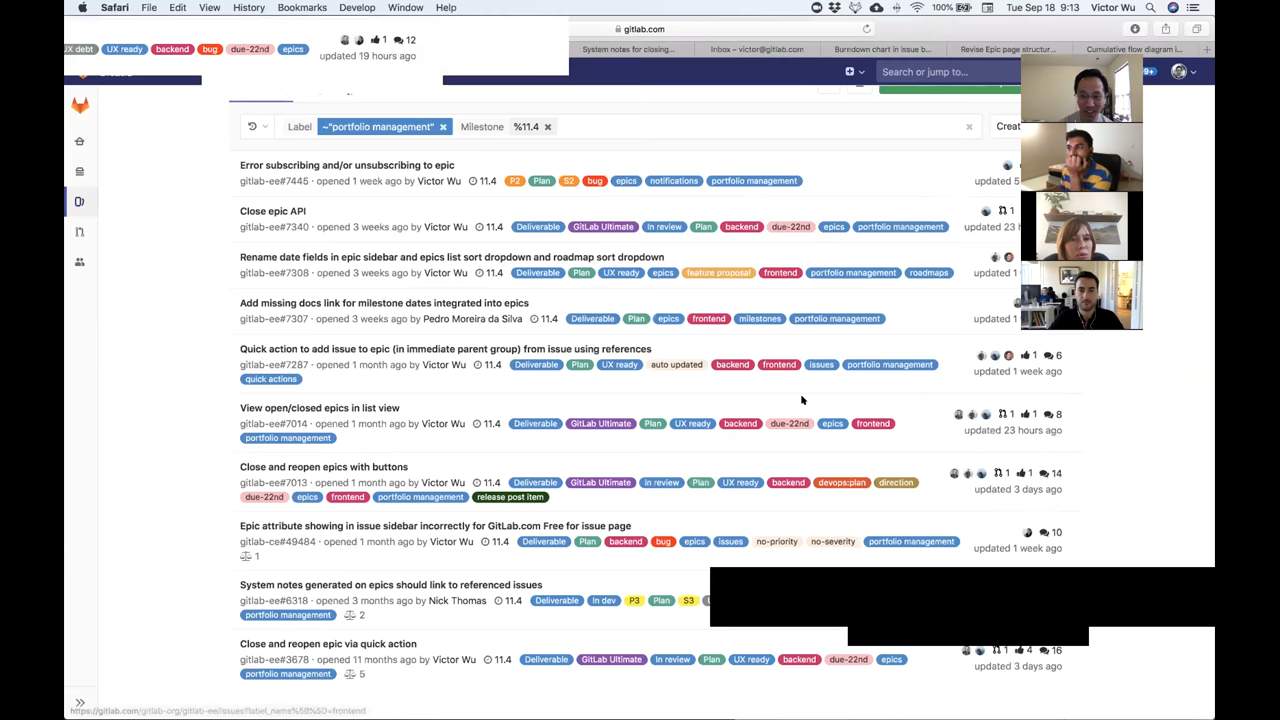 Safari File Edit View History Bookmarks Develop Window Help 100% Tue Sep 18 9:13 Victor Wu
gitlab.com
UX debt UX ready backend bug due-22nd epics 1 12
updated 19 hours ago
System notes for closing... Inbox – victor@gitlab.com Burndown chart in issue b... Revise Epic page structur... Cumulative flow diagram i...
Search or jump to...
Label ~"portfolio management" Milestone %11.4
Error subscribing and/or unsubscribing to epic
gitlab-ee#7445 · opened 1 week ago by Victor Wu 11.4 P2 Plan S2 bug epics notifications portfolio management updated 5
Close epic API 1
gitlab-ee#7340 · opened 3 weeks ago by Victor Wu 11.4 Deliverable GitLab Ultimate In review Plan backend due-22nd epics portfolio management updated 23 h
Rename date fields in epic sidebar and epics list sort dropdown and roadmap sort dropdown
gitlab-ee#7308 · opened 3 weeks ago by Victor Wu 11.4 Deliverable Plan UX ready epics feature proposal frontend portfolio management roadmaps updated 1
Add missing docs link for milestone dates integrated into epics
gitlab-ee#7307 · opened 3 weeks ago by Pedro Moreira da Silva 11.4 Deliverable Plan epics frontend milestones portfolio management updated 1
Quick action to add issue to epic (in immediate parent group) from issue using references 1 6
gitlab-ee#7287 · opened 1 month ago by Victor Wu 11.4 Deliverable Plan UX ready auto updated backend frontend issues portfolio management updated 1 week ago
quick actions
View open/closed epics in list view 1 1 8
gitlab-ee#7014 · opened 1 month ago by Victor Wu 11.4 Deliverable GitLab Ultimate Plan UX ready backend due-22nd epics frontend updated 23 hours ago
portfolio management
Close and reopen epics with buttons 1 1 14
gitlab-ee#7013 · opened 1 month ago by Victor Wu 11.4 Deliverable GitLab Ultimate In review Plan UX ready backend devops:plan direction updated 3 days ago
due-22nd epics frontend portfolio management release post item
Epic attribute showing in issue sidebar incorrectly for GitLab.com Free for issue page 10
gitlab-ce#49484 · opened 1 month ago by Victor Wu 11.4 Deliverable Plan backend bug epics issues no-priority no-severity portfolio management updated 1 week ago
1
System notes generated on epics should link to referenced issues
gitlab-ee#6318 · opened 3 months ago by Nick Thomas 11.4 Deliverable In dev P3 Plan S3
portfolio management 2
Close and reopen epic via quick action 1 4 16
gitlab-ee#3678 · opened 11 months ago by Victor Wu 11.4 Deliverable GitLab Ultimate In review Plan UX ready backend due-22nd epics updated 3 days ago
portfolio management 5
https://gitlab.com/gitlab-org/gitlab-ee/issues?label_name%5B%5D=frontend